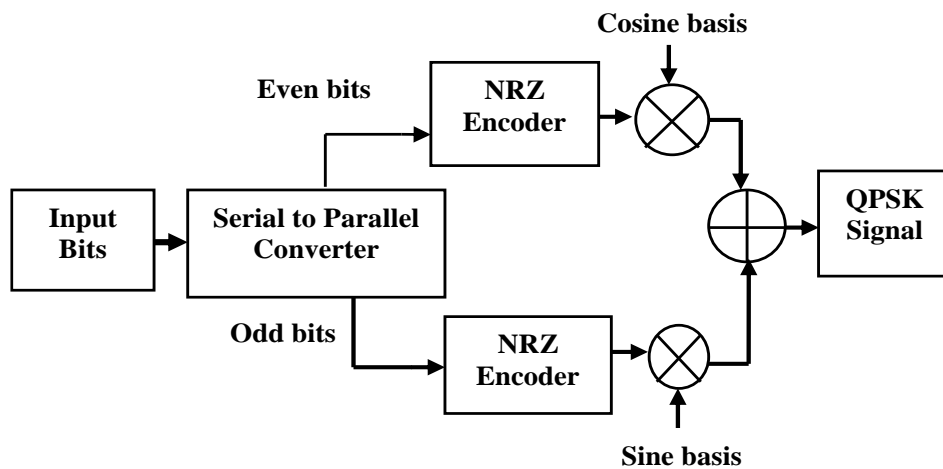 Cosine basis
Even bits
NRZ
Encoder
Input
Bits
Serial to Parallel
Converter
QPSK
Signal
Odd bits
NRZ
Encoder
Sine basis